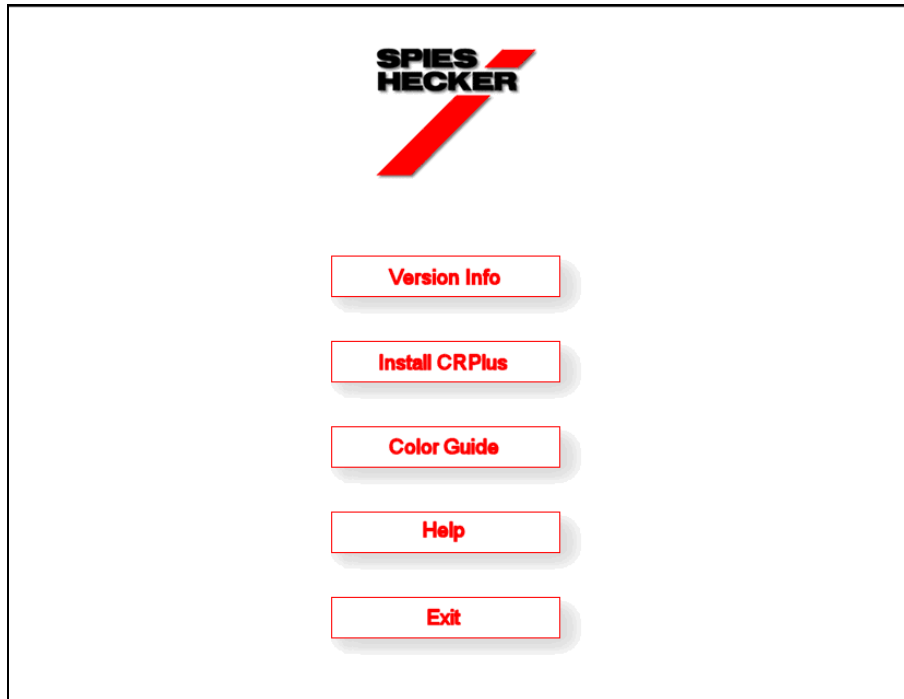 SPIES
HECKER
Version Info
Install CRPlus
Color Guide
Help
Exit